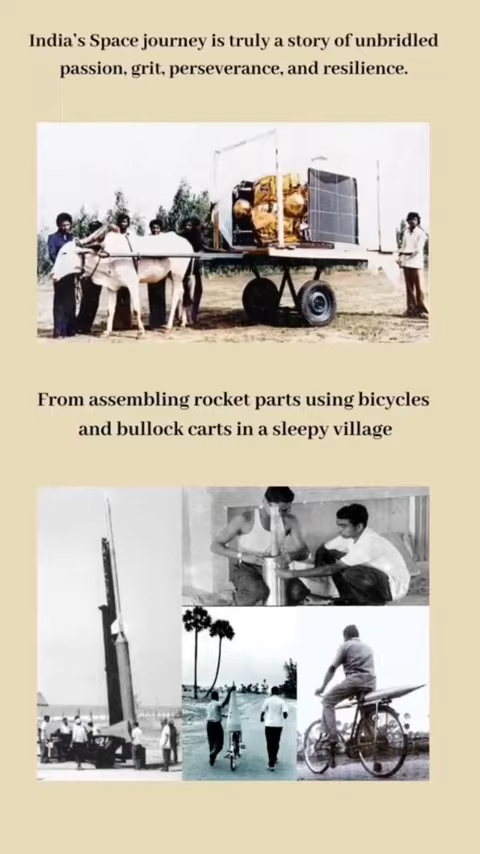 India's Space journey is truly a story of unbridled
passion, grit, perseverance, and resilience.
From assembling rocket parts using bicycles
and bullock carts in a sleepy village